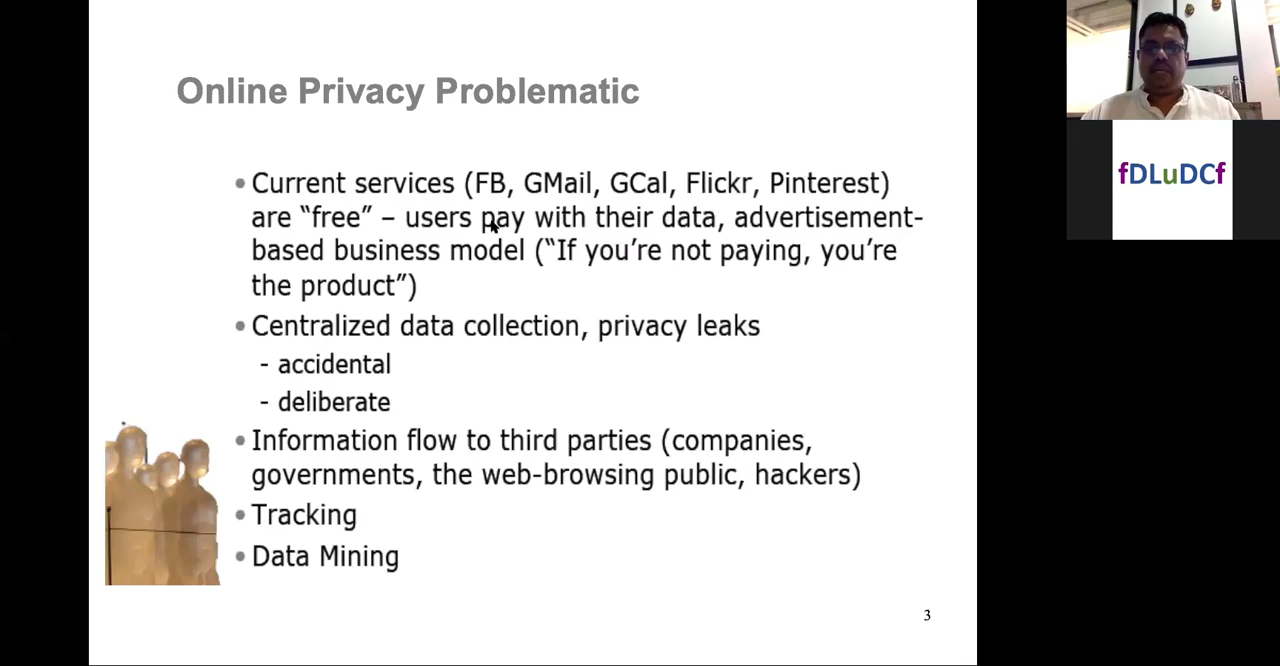 Online Privacy Problematic
• Current services (FB, GMail, GCal, Flickr, Pinterest)
are “free” – users pay with their data, advertisement-
based business model (“If you’re not paying, you’re
the product”)
• Centralized data collection, privacy leaks
- accidental
- deliberate
• Information flow to third parties (companies,
governments, the web-browsing public, hackers)
• Tracking
• Data Mining
3
fDLuDCf